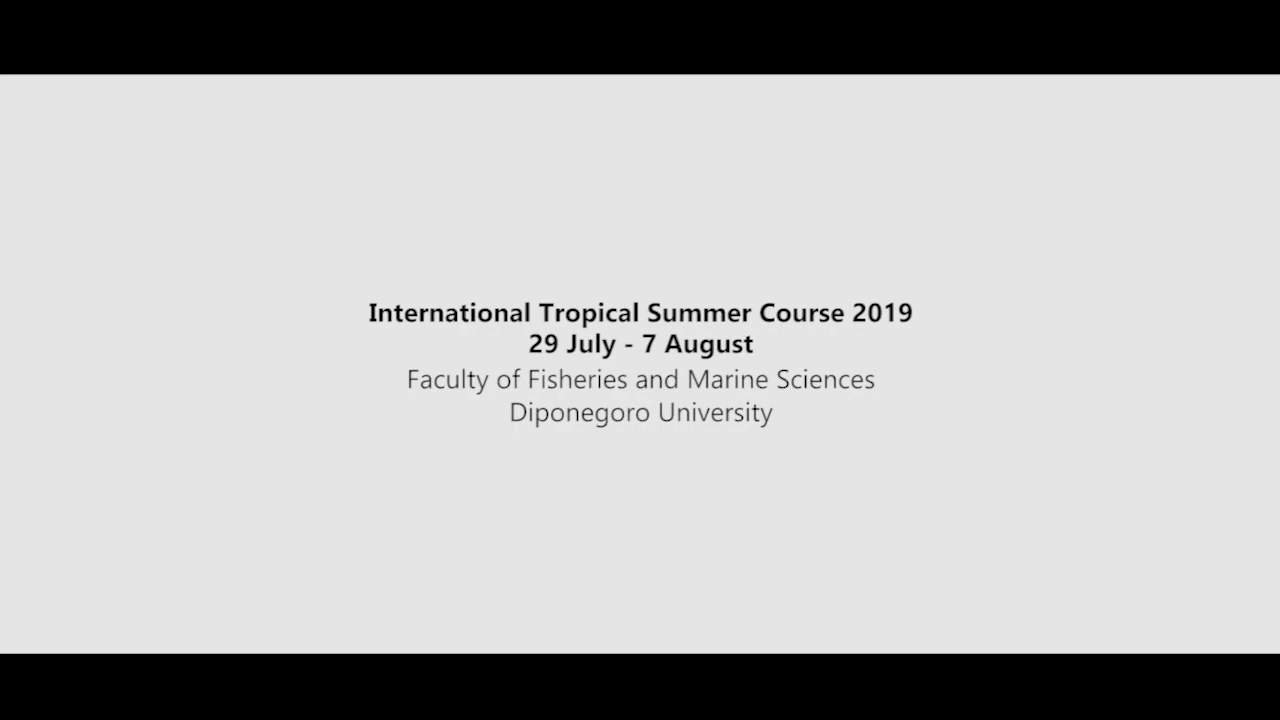 International Tropical Summer Course 2019
29 July - 7 August
Faculty of Fisheries and Marine Sciences
Diponegoro University